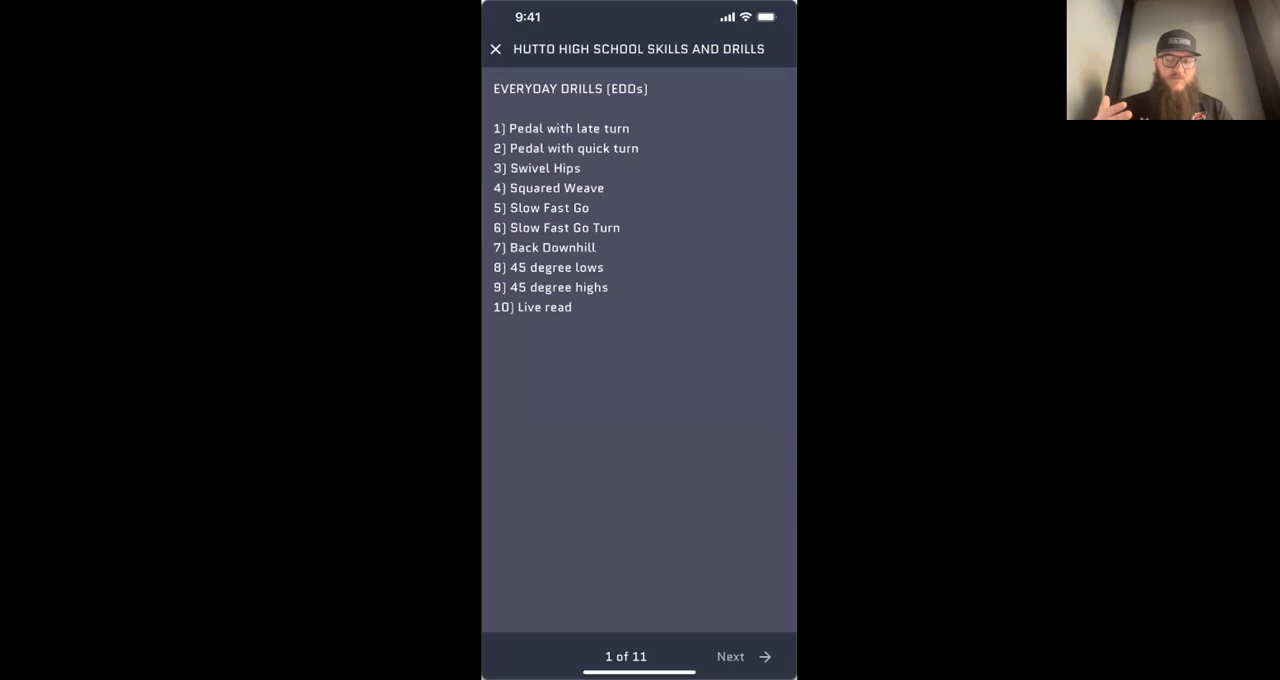 9:41
HUTTO HIGH SCHOOL SKILLS AND DRILLS
EVERYDAY DRILLS (EDDs)
1) Pedal with late turn
2) Pedal with quick turn
3) Swivel Hips
4) Squared Weave
5) Slow Fast Go
6) Slow Fast Go Turn
7) Back Downhill
8) 45 degree lows
9) 45 degree highs
10) Live read
1 of 11
Next